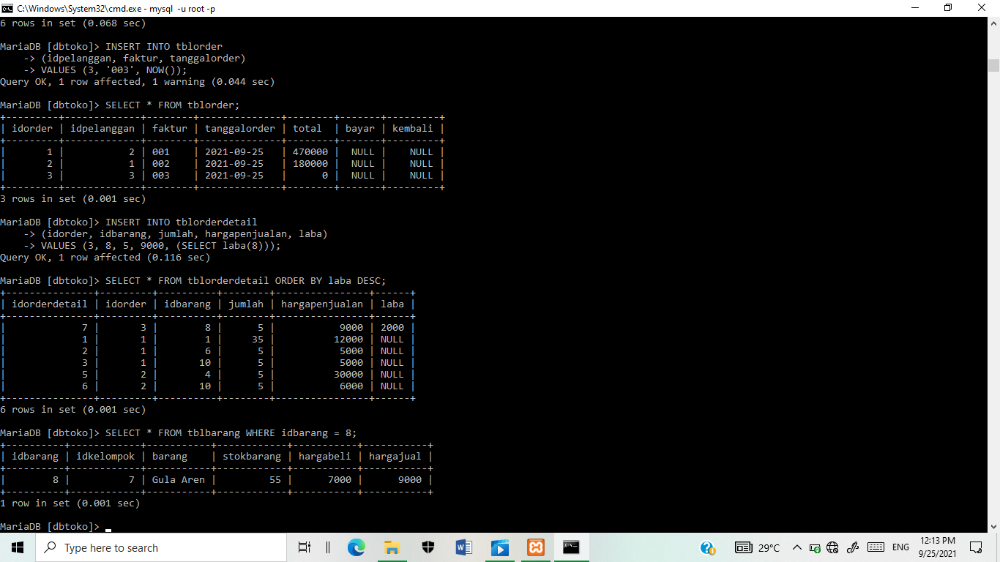 C:\Windows\System32\cmd.exe - mysql  -u root -p
6 rows in set (0.068 sec)
MariaDB [dbtoko]> INSERT INTO tblorder
    -> (idpelanggan, faktur, tanggalorder)
    -> VALUES (3, '003', NOW());
Query OK, 1 row affected, 1 warning (0.044 sec)
MariaDB [dbtoko]> SELECT * FROM tblorder;
+---------+-------------+--------+--------------+--------+-------+---------+
| idorder | idpelanggan | faktur | tanggalorder | total  | bayar | kembali |
+---------+-------------+--------+--------------+--------+-------+---------+
|       1 |           2 | 001    | 2021-09-25   | 470000 |  NULL |    NULL |
|       2 |           1 | 002    | 2021-09-25   | 180000 |  NULL |    NULL |
|       3 |           3 | 003    | 2021-09-25   |      0 |  NULL |    NULL |
+---------+-------------+--------+--------------+--------+-------+---------+
3 rows in set (0.001 sec)
MariaDB [dbtoko]> INSERT INTO tblorderdetail
    -> (idorder, idbarang, jumlah, hargapenjualan, laba)
    -> VALUES (3, 8, 5, 9000, (SELECT laba(8)));
Query OK, 1 row affected (0.116 sec)
MariaDB [dbtoko]> SELECT * FROM tblorderdetail ORDER BY laba DESC;
+---------------+---------+----------+--------+----------------+------+
| idorderdetail | idorder | idbarang | jumlah | hargapenjualan | laba |
+---------------+---------+----------+--------+----------------+------+
|             7 |       3 |        8 |      5 |           9000 | 2000 |
|             1 |       1 |        1 |     35 |          12000 | NULL |
|             2 |       1 |        6 |      5 |           5000 | NULL |
|             3 |       1 |       10 |      5 |           5000 | NULL |
|             5 |       2 |        4 |      5 |          30000 | NULL |
|             6 |       2 |       10 |      5 |           6000 | NULL |
+---------------+---------+----------+--------+----------------+------+
6 rows in set (0.001 sec)
MariaDB [dbtoko]> SELECT * FROM tblbarang WHERE idbarang = 8;
+----------+------------+-----------+------------+-----------+-----------+
| idbarang | idkelompok | barang    | stokbarang | hargabeli | hargajual |
+----------+------------+-----------+------------+-----------+-----------+
|        8 |          7 | Gula Aren |         55 |      7000 |      9000 |
+----------+------------+-----------+------------+-----------+-----------+
1 row in set (0.001 sec)
MariaDB [dbtoko]>
Type here to search
29°C
ENG
12:13 PM
9/25/2021